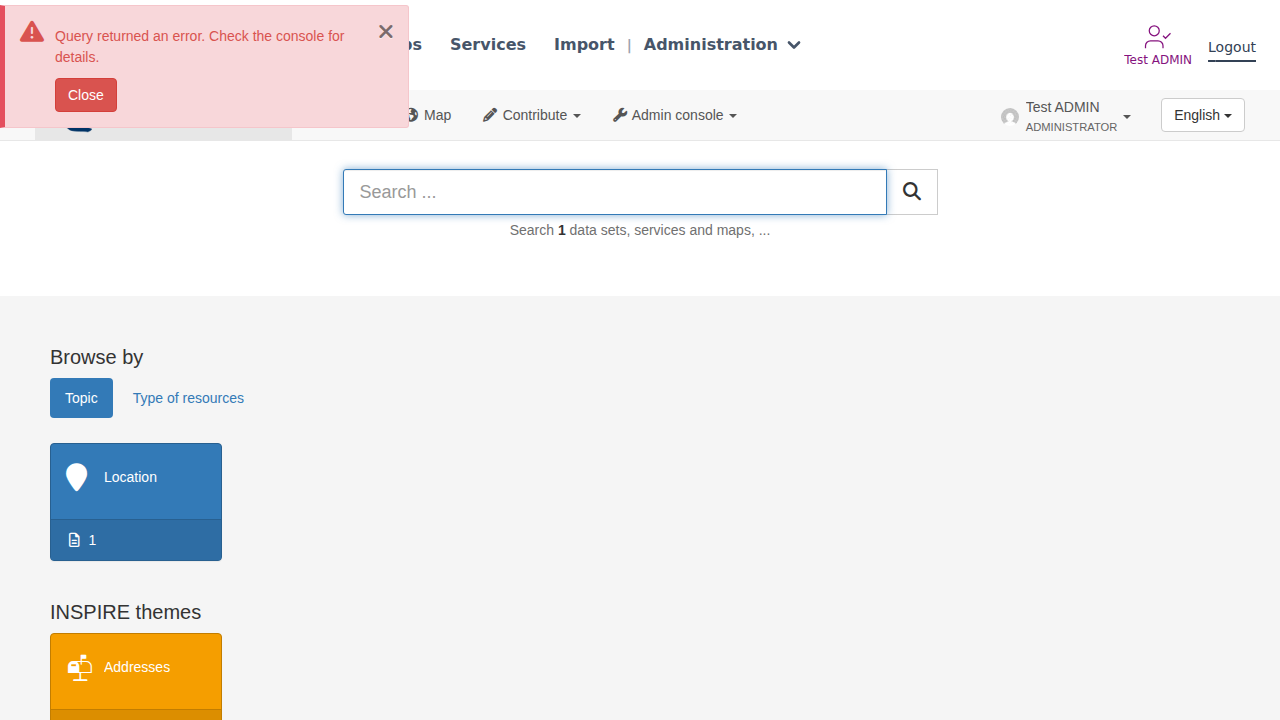 Query returned an error. Check the console for
details.
Close
Services
Import
|
Administration
Test ADMIN
Logout
Map
Contribute
Admin console
Test ADMIN
ADMINISTRATOR
English
Search ...
Search 1 data sets, services and maps, ...
Browse by
Topic
Type of resources
Location
1
INSPIRE themes
Addresses